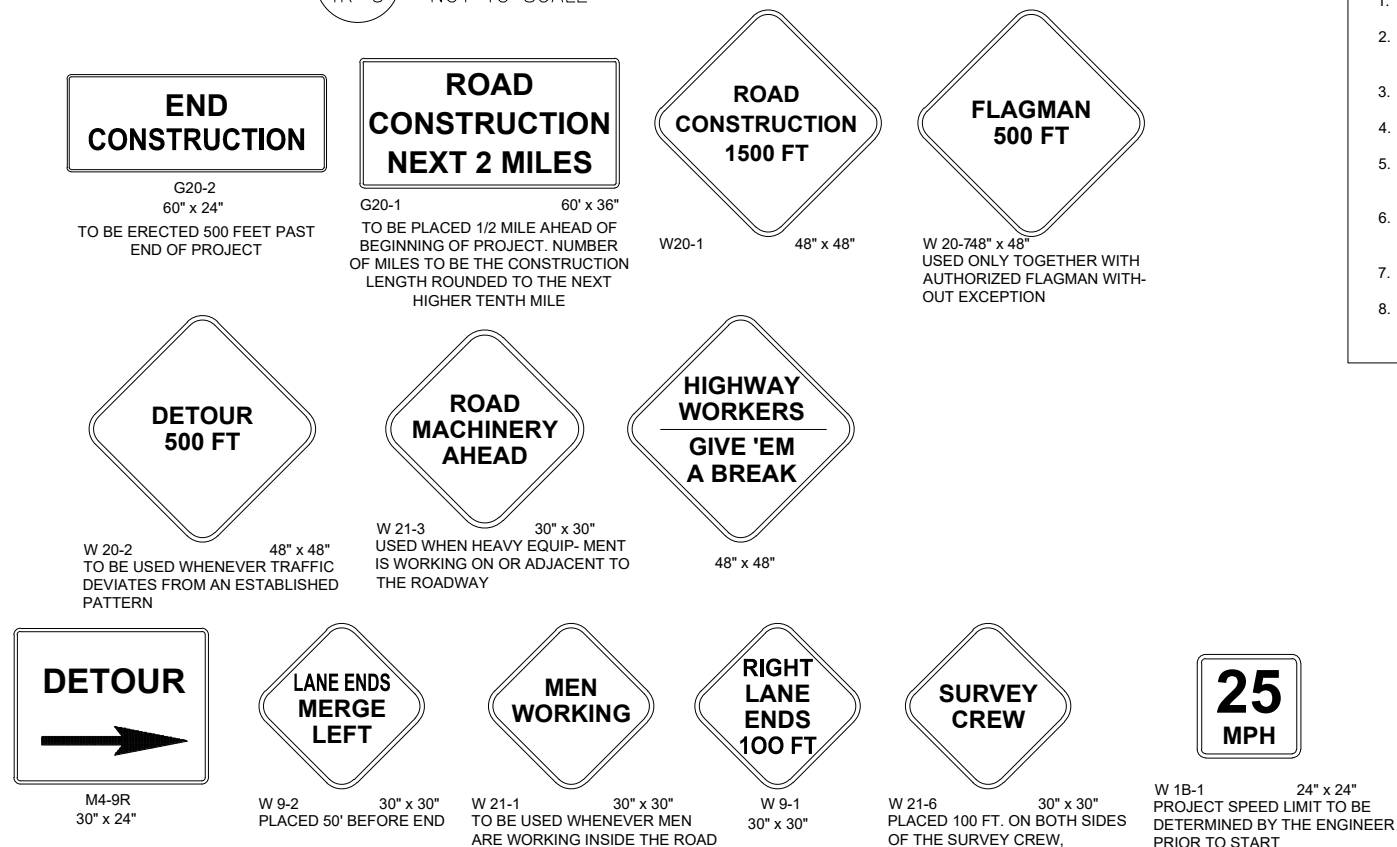 NOT TO SCALE
1.
2.
3.
4.
5.
6.
7.
8.
END
CONSTRUCTION
G20-2
60" x 24"
TO BE ERECTED 500 FEET PAST
END OF PROJECT
ROAD
CONSTRUCTION
NEXT 2 MILES
G20-1 60' x 36"
TO BE PLACED 1/2 MILE AHEAD OF
BEGINNING OF PROJECT. NUMBER
OF MILES TO BE THE CONSTRUCTION
LENGTH ROUNDED TO THE NEXT
HIGHER TENTH MILE
ROAD
CONSTRUCTION
1500 FT
W20-1 48" x 48"
FLAGMAN
500 FT
W 20-748" x 48"
USED ONLY TOGETHER WITH
AUTHORIZED FLAGMAN WITH-
OUT EXCEPTION
DETOUR
500 FT
W 20-2 48" x 48"
TO BE USED WHENEVER TRAFFIC
DEVIATES FROM AN ESTABLISHED
PATTERN
ROAD
MACHINERY
AHEAD
W 21-3 30" x 30"
USED WHEN HEAVY EQUIP- MENT
IS WORKING ON OR ADJACENT TO
THE ROADWAY
HIGHWAY
WORKERS
GIVE 'EM
A BREAK
48" x 48"
DETOUR
M4-9R
30" x 24"
LANE ENDS
MERGE
LEFT
W 9-2 30" x 30"
PLACED 50' BEFORE END
MEN
WORKING
W 21-1 30" x 30"
TO BE USED WHENEVER MEN
ARE WORKING INSIDE THE ROAD
RIGHT
LANE
ENDS
100 FT
W 9-1
30" x 30"
SURVEY
CREW
W 21-6 30" x 30"
PLACED 100 FT. ON BOTH SIDES
OF THE SURVEY CREW,
25
MPH
W 1B-1 24" x 24"
PROJECT SPEED LIMIT TO BE
DETERMINED BY THE ENGINEER
PRIOR TO START